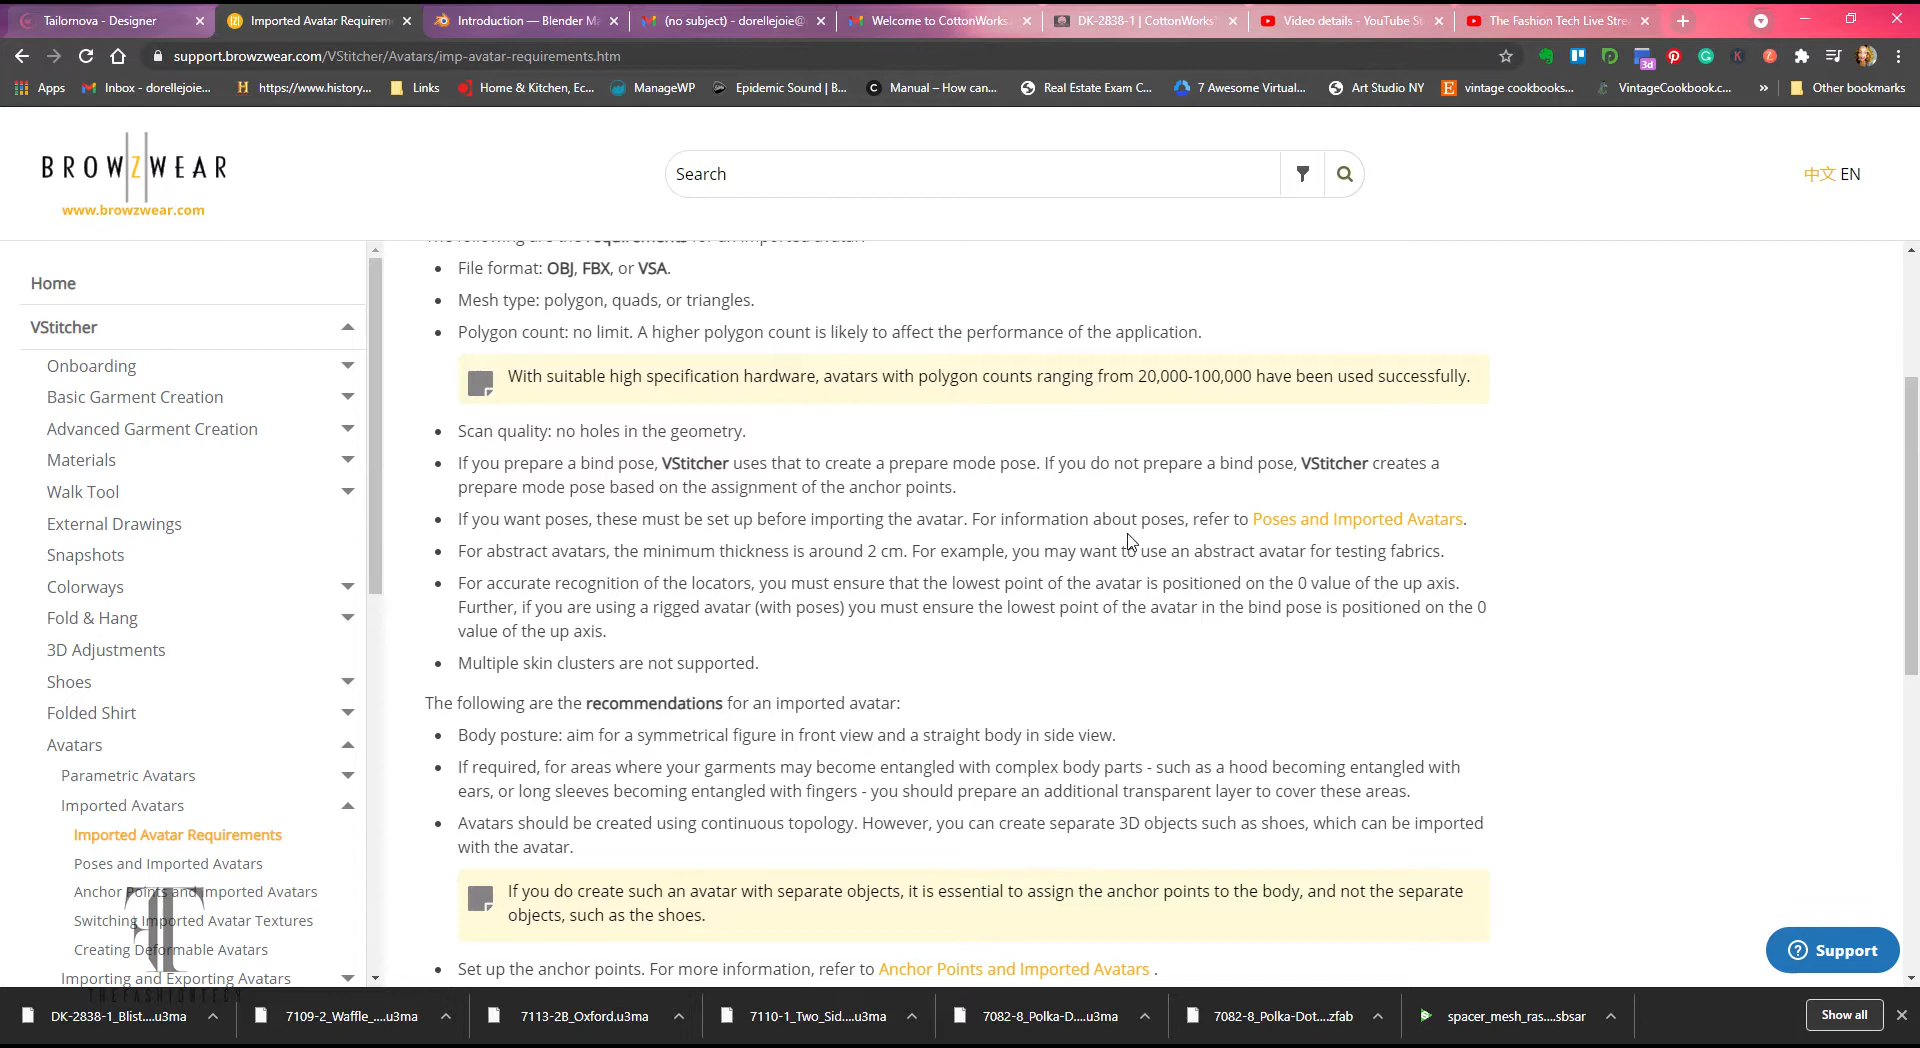 Tailornova - Designer
Imported Avatar Requirem
Introduction — Blender M
(no subject) - dorellejoie@
Welcome to CottonWorks
DK-2838-1 | CottonWorks
Video details - YouTube St
The Fashion Tech Live Stre
support.browzwear.com/VStitcher/Avatars/imp-avatar-requirements.htm
3d
Apps
Inbox - dorellejoie...
https://www.history...
Links
Home & Kitchen, Ec...
ManageWP
Epidemic Sound | B...
Manual – How can...
Real Estate Exam C...
7 Awesome Virtual...
Art Studio NY
vintage cookbooks...
VintageCookbook.c...
Other bookmarks
BROWZWEAR
www.browzwear.com
Search
中文 EN
Home
VStitcher
Onboarding
Basic Garment Creation
Advanced Garment Creation
Materials
Walk Tool
External Drawings
Snapshots
Colorways
Fold & Hang
3D Adjustments
Shoes
Folded Shirt
Avatars
Parametric Avatars
Imported Avatars
Imported Avatar Requirements
Poses and Imported Avatars
Anchor Points and Imported Avatars
Switching Imported Avatar Textures
Creating Deformable Avatars
Importing and Exporting Avatars
THEFASHIONTECH
The following are the requirements for an imported avatar:
File format: OBJ, FBX, or VSA.
Mesh type: polygon, quads, or triangles.
Polygon count: no limit. A higher polygon count is likely to affect the performance of the application.
With suitable high specification hardware, avatars with polygon counts ranging from 20,000-100,000 have been used successfully.
Scan quality: no holes in the geometry.
If you prepare a bind pose, VStitcher uses that to create a prepare mode pose. If you do not prepare a bind pose, VStitcher creates a
prepare mode pose based on the assignment of the anchor points.
If you want poses, these must be set up before importing the avatar. For information about poses, refer to Poses and Imported Avatars.
For abstract avatars, the minimum thickness is around 2 cm. For example, you may want to use an abstract avatar for testing fabrics.
For accurate recognition of the locators, you must ensure that the lowest point of the avatar is positioned on the 0 value of the up axis.
Further, if you are using a rigged avatar (with poses) you must ensure the lowest point of the avatar in the bind pose is positioned on the 0
value of the up axis.
Multiple skin clusters are not supported.
The following are the recommendations for an imported avatar:
Body posture: aim for a symmetrical figure in front view and a straight body in side view.
If required, for areas where your garments may become entangled with complex body parts - such as a hood becoming entangled with
ears, or long sleeves becoming entangled with fingers - you should prepare an additional transparent layer to cover these areas.
Avatars should be created using continuous topology. However, you can create separate 3D objects such as shoes, which can be imported
with the avatar.
If you do create such an avatar with separate objects, it is essential to assign the anchor points to the body, and not the separate
objects, such as the shoes.
Set up the anchor points. For more information, refer to Anchor Points and Imported Avatars .
Support
DK-2838-1_Blist....u3ma
7109-2_Waffle_....u3ma
7113-2B_Oxford.u3ma
7110-1_Two_Sid....u3ma
7082-8_Polka-D....u3ma
7082-8_Polka-Dot....zfab
spacer_mesh_ras....sbsar
Show all